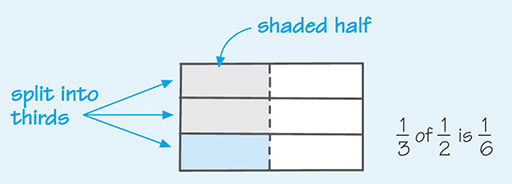 shaded half
split into
thirds
1/3 of 1/2 is 1/6